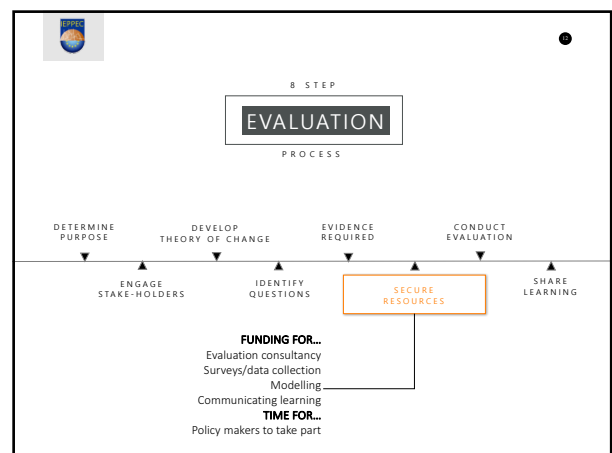 IEPPEC
12
8 STEP
EVALUATION
PROCESS
DETERMINE
PURPOSE
ENGAGE
STAKE-HOLDERS
DEVELOP
THEORY OF CHANGE
IDENTIFY
QUESTIONS
EVIDENCE
REQUIRED
SECURE
RESOURCES
CONDUCT
EVALUATION
SHARE
LEARNING
FUNDING FOR...
Evaluation consultancy
Surveys/data collection
Modelling
Communicating learning
TIME FOR...
Policy makers to take part